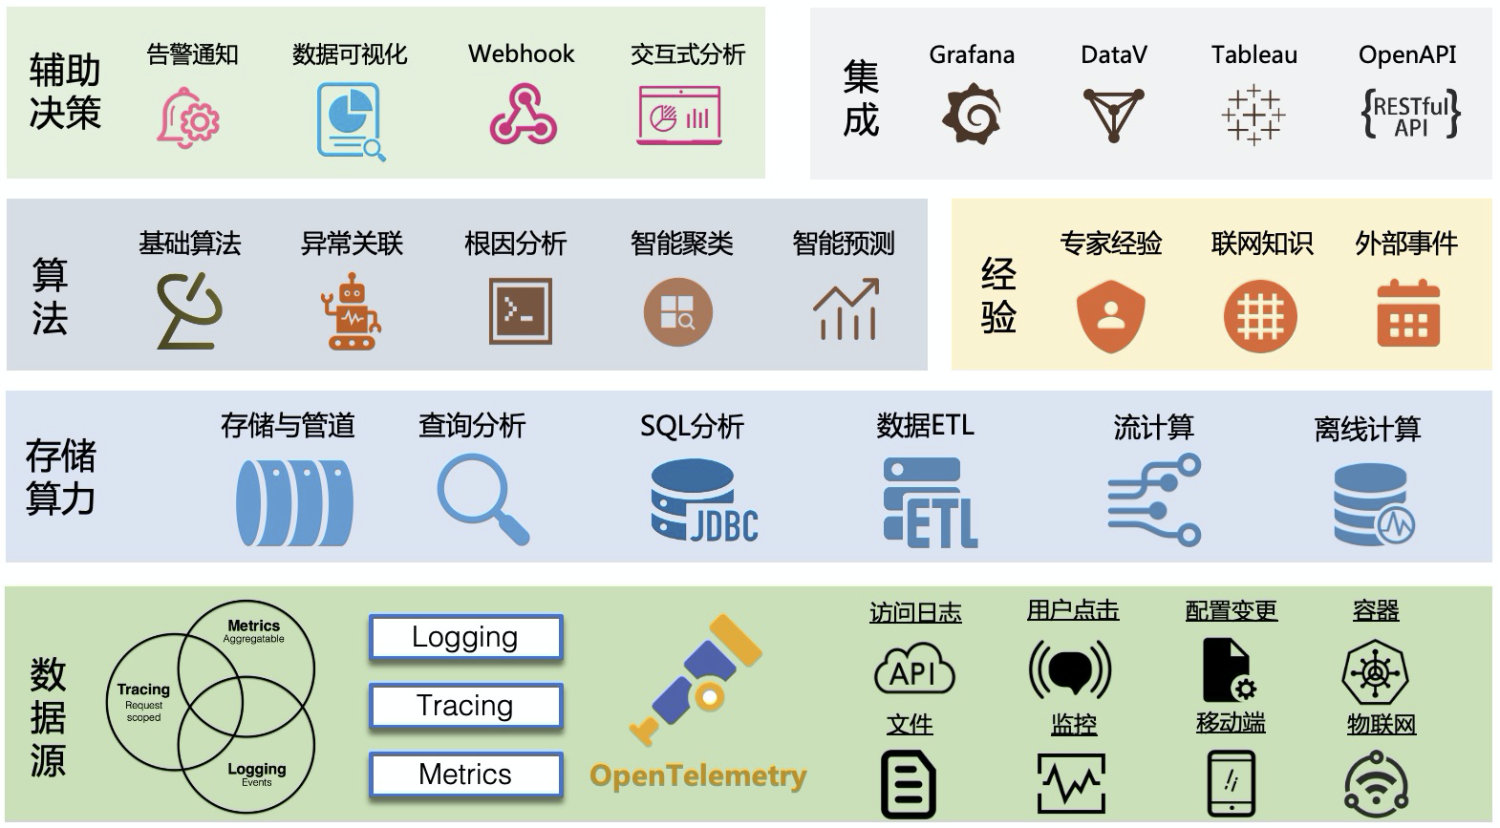 辅助
决策
告警通知
数据可视化
Webhook
交互式分析
集
成
Grafana
DataV
Tableau
OpenAPI
{RESTful}
API
算
法
基础算法
异常关联
根因分析
智能聚类
智能预测
经
验
专家经验
联网知识
外部事件
存储
算力
存储与管道
查询分析
SQL分析
JDBC
数据ETL
ETL
流计算
离线计算
数
据
源
Metrics
Aggregatable
Tracing
Request
scoped
Logging
Events
Logging
Tracing
Metrics
OpenTelemetry
访问日志
API
用户点击
配置变更
容器
文件
监控
移动端
物联网